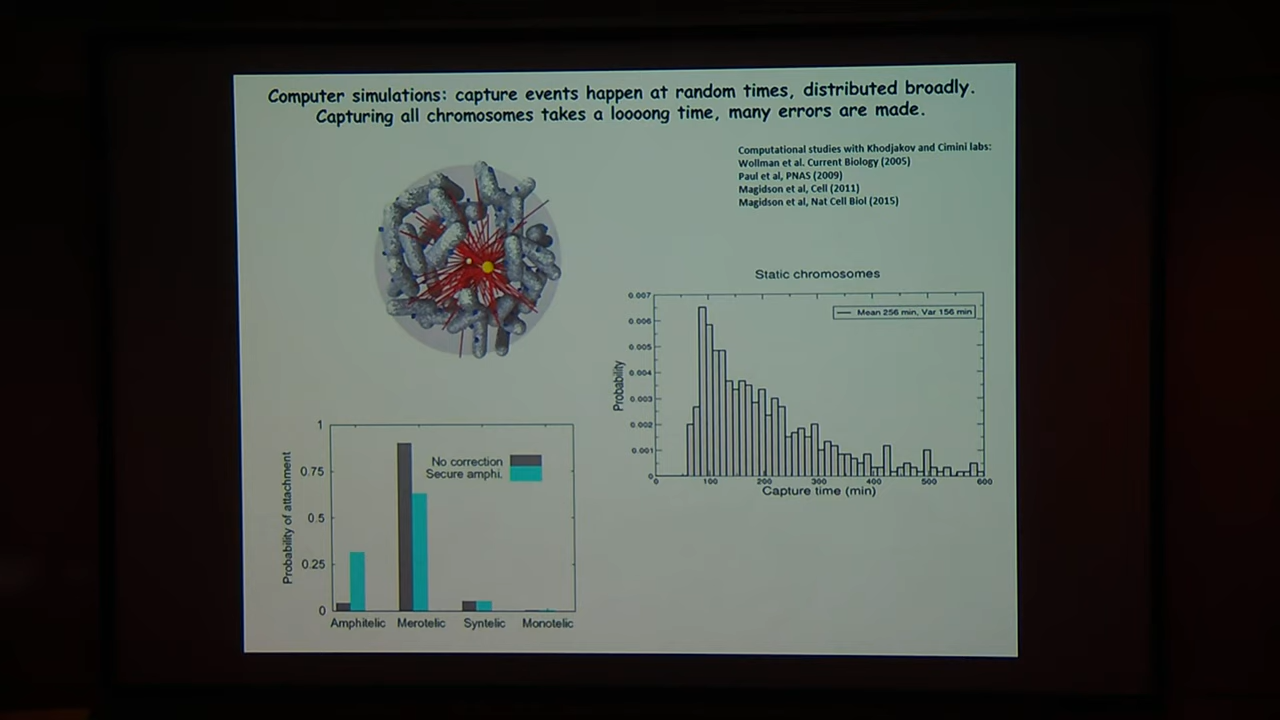 Computer simulations: capture events happen at random times, distributed broadly.
Capturing all chromosomes takes a loooong time, many errors are made.
Computational studies with Khodjakov and Cimini labs:
Wollman et al. Current Biology (2005)
Paul et al, PNAS (2009)
Magidson et al, Cell (2011)
Magidson et al, Nat Cell Biol (2015)
Static chromosomes
Mean 256 min, Var 156 min
0.007
0.006
0.005
0.004
0.003
0.002
0.001
0
Probability
0 100 200 300 400 500 600
Capture time (min)
No correction
Secure amphi.
1
0.75
0.5
0.25
0
Probability of attachment
Amphitelic Merotelic Syntelic Monotelic